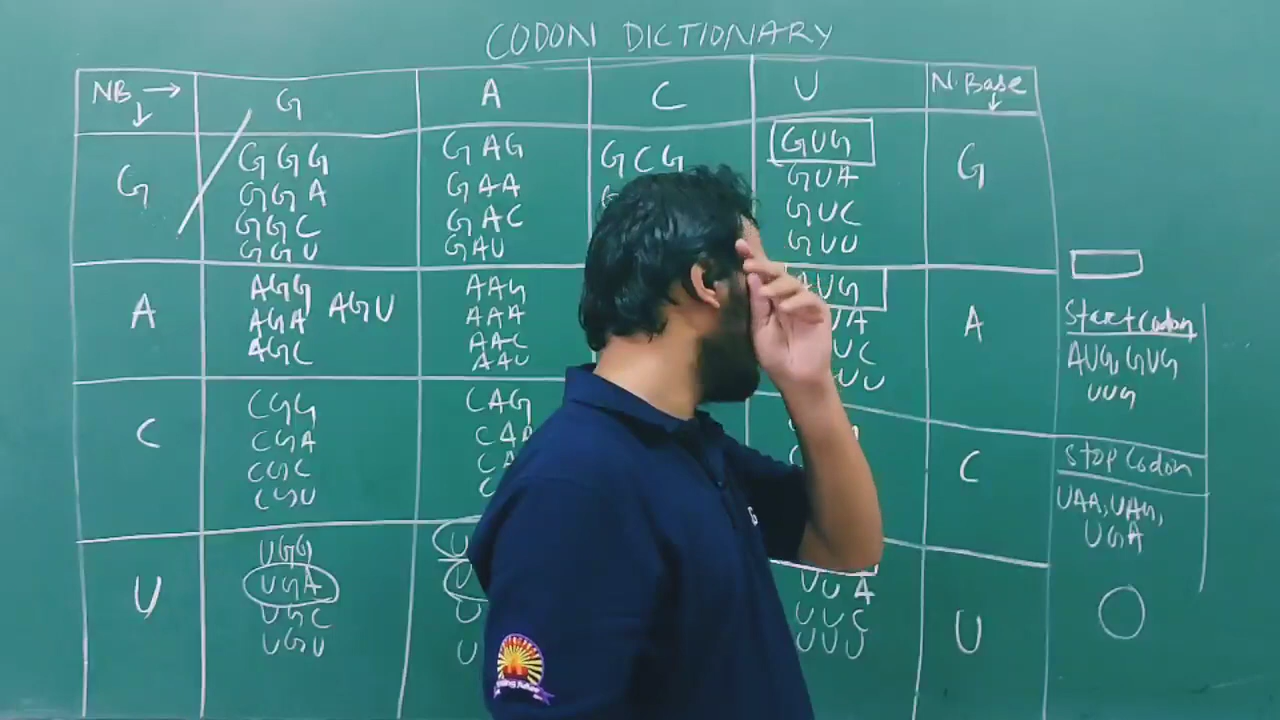 CODON DICTIONARY
NB → G A C U N. Base
↓ ↓
G
GGG
GGA
GGC
GGU
GAG
GAA
GAC
GAU
GCG
GUG
GUA
GUC
GUU
G
A
AGG
AGA AGU
AGC
AAG
AAA
AAC
AAU
AUG
UA
UC
UU
A
C
CGG
CGA
CGC
CGU
CAG
CAA
CA
C
C
U
UGG
UGA
UGC
UGU
U
U
U
U
UUA
UUC
UUU
U
Start codon
AUG, GUG
UUG
Stop codon
UAA, UAG,
UGA